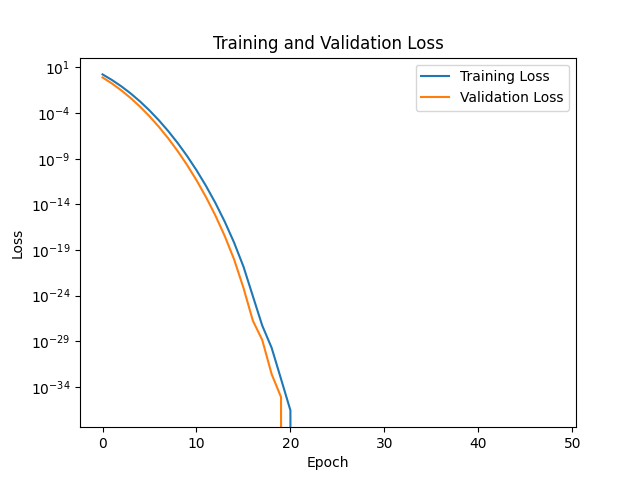 Training and Validation Loss
Training Loss
Validation Loss
Loss
10^1
10^-4
10^-9
10^-14
10^-19
10^-24
10^-29
10^-34
0 10 20 30 40 50
Epoch